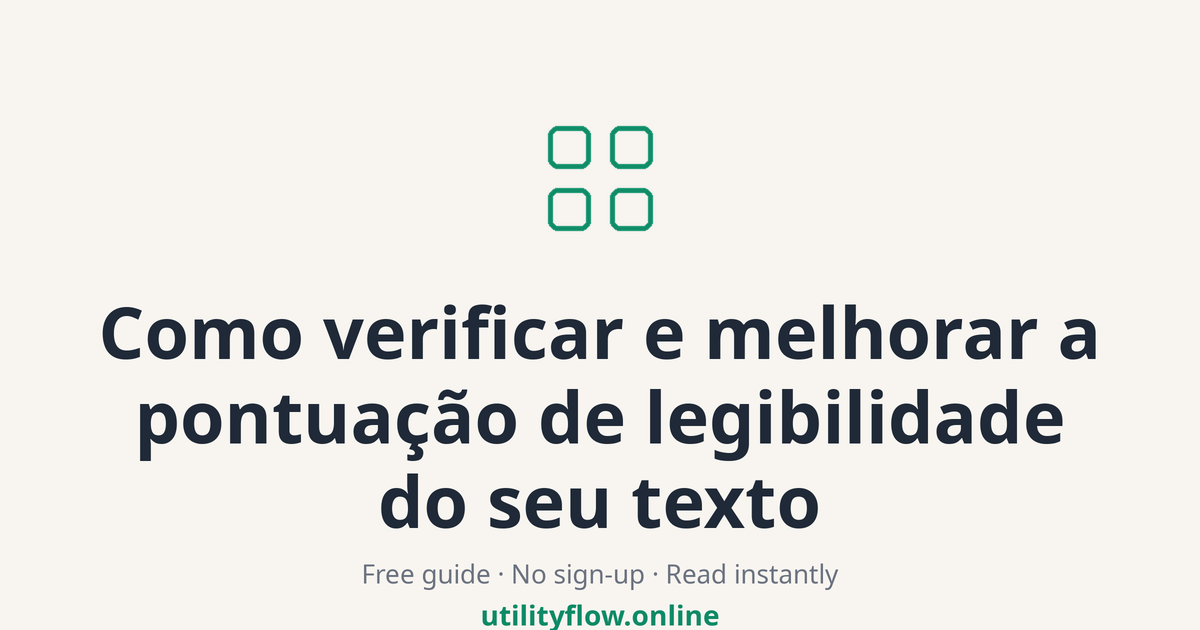 Como verificar e melhorar a
pontuação de legibilidade
do seu texto
Free guide · No sign-up · Read instantly
utilityflow.online